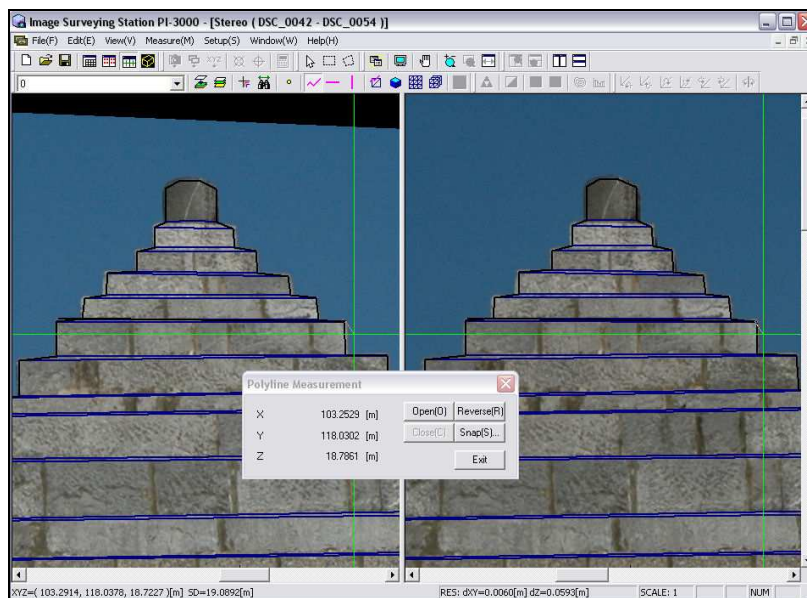 Image Surveying Station PI-3000 - [Stereo ( DSC_0042 - DSC_0054 )]
File(F) Edit(E) View(V) Measure(M) Setup(S) Window(W) Help(H)
0
Polyline Measurement
X 103.2529 [m]
Y 118.0302 [m]
Z 18.7861 [m]
Open(O) Reverse(R)
Close(C) Snap(S)...
Exit
XYZ=( 103.2914, 118.0378, 18.7227 )[m] SD=19.0892[m] RES: dXY=0.0060[m] dZ=0.0593[m] SCALE: 1 NUM